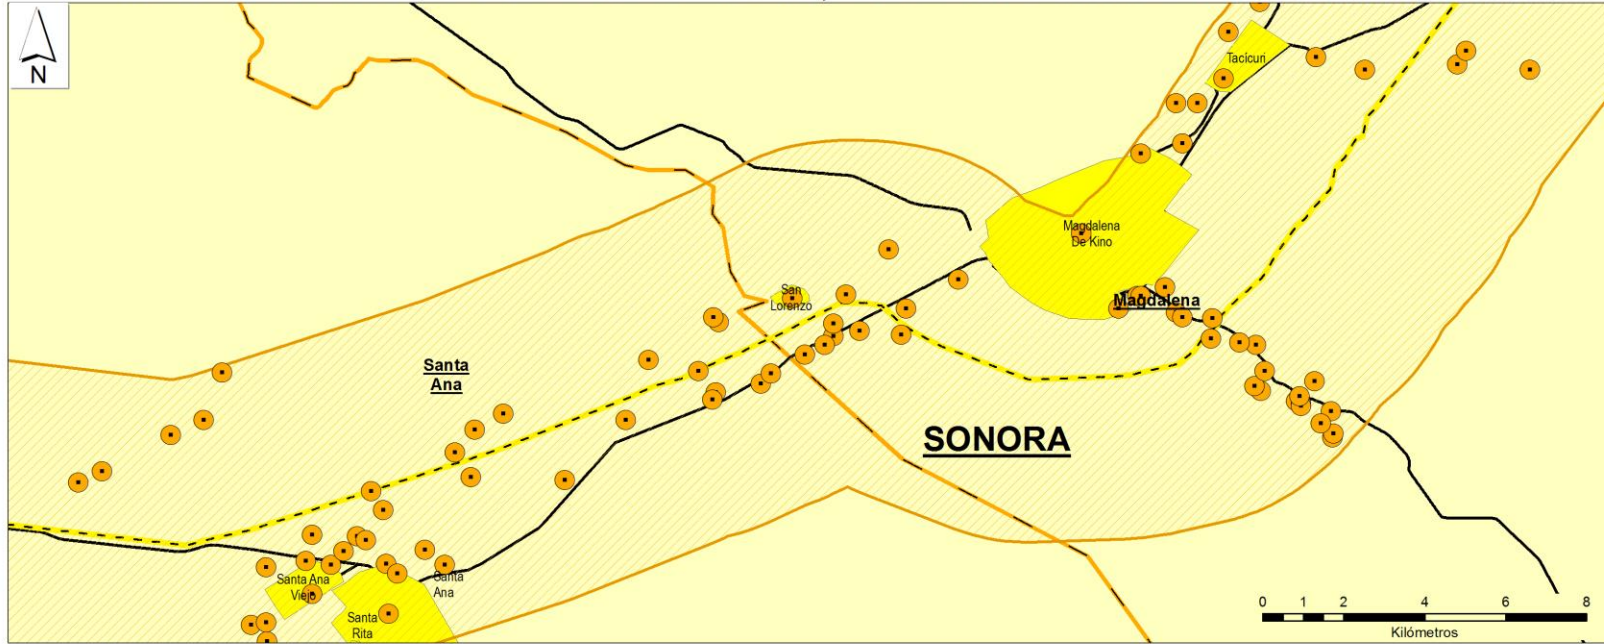 N
Tacícuri
Magdalena
De Kino
San
Lorenzo
Magdalena
Santa
Ana
SONORA
Santa Ana
Viejo
Santa
Ana
Santa
Rita
0 1 2 4 6 8
Kilómetros